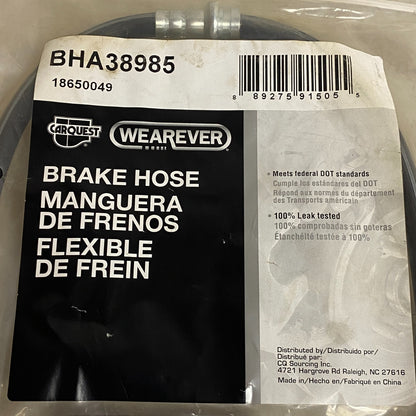 BHA38985
18650049
8 89275 91505 5
CARQUEST
WEAREVER
BRAKE HOSE
MANGUERA
DE FRENOS
FLEXIBLE
DE FREIN
• Meets federal DOT standards
Cumple los estándares del DOT
Répond aux normes du département
des Transports américain
• 100% Leak tested
100% comprobadas sin goteras
Étanchéité testée à 100%
Distributed by/Distribuido por/
Distribué par:
CQ Sourcing Inc.
4721 Hargrove Rd Raleigh, NC 27616
Made in/Hecho en/Fabriqué en China